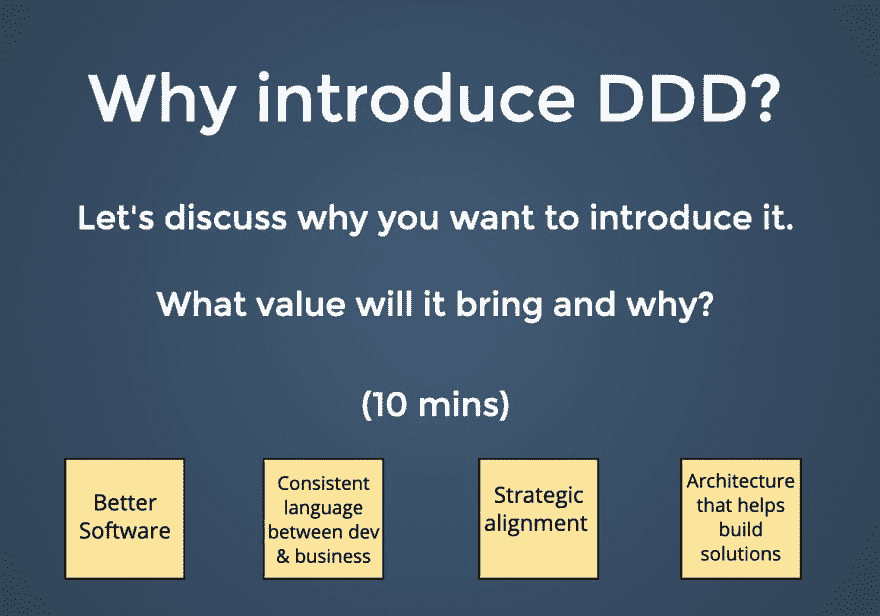 Why introduce DDD?
Let's discuss why you want to introduce it.
What value will it bring and why?
(10 mins)
Better
Software
Consistent
language
between dev
& business
Strategic
alignment
Architecture
that helps
build
solutions